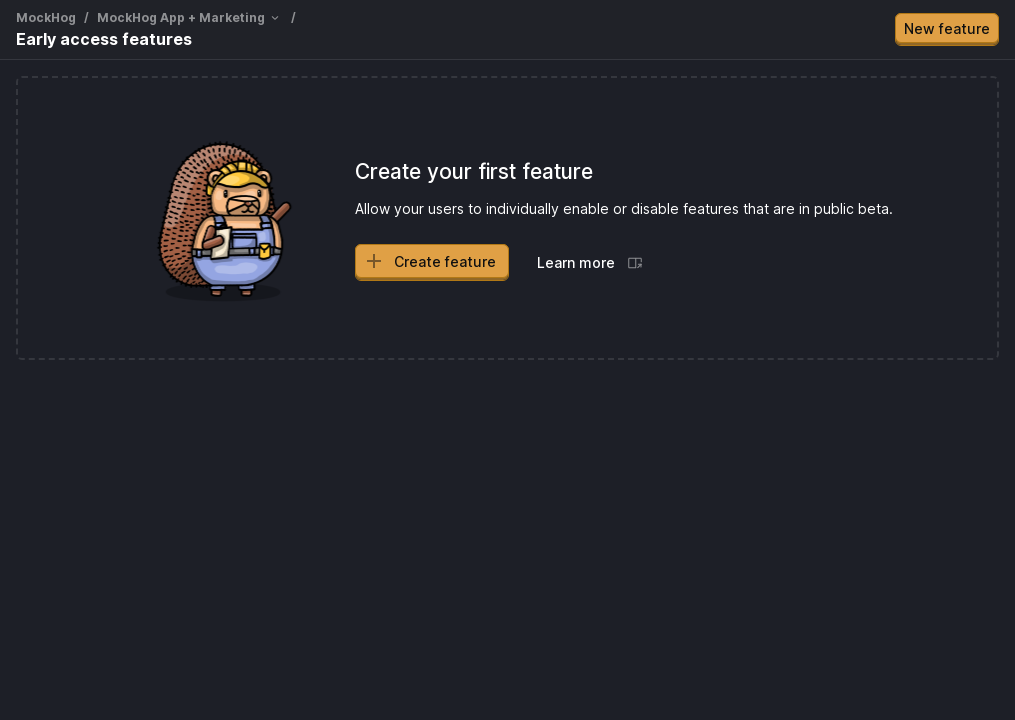 MockHog / MockHog App + Marketing /
Early access features
New feature
Create your first feature
Allow your users to individually enable or disable features that are in public beta.
Create feature
Learn more